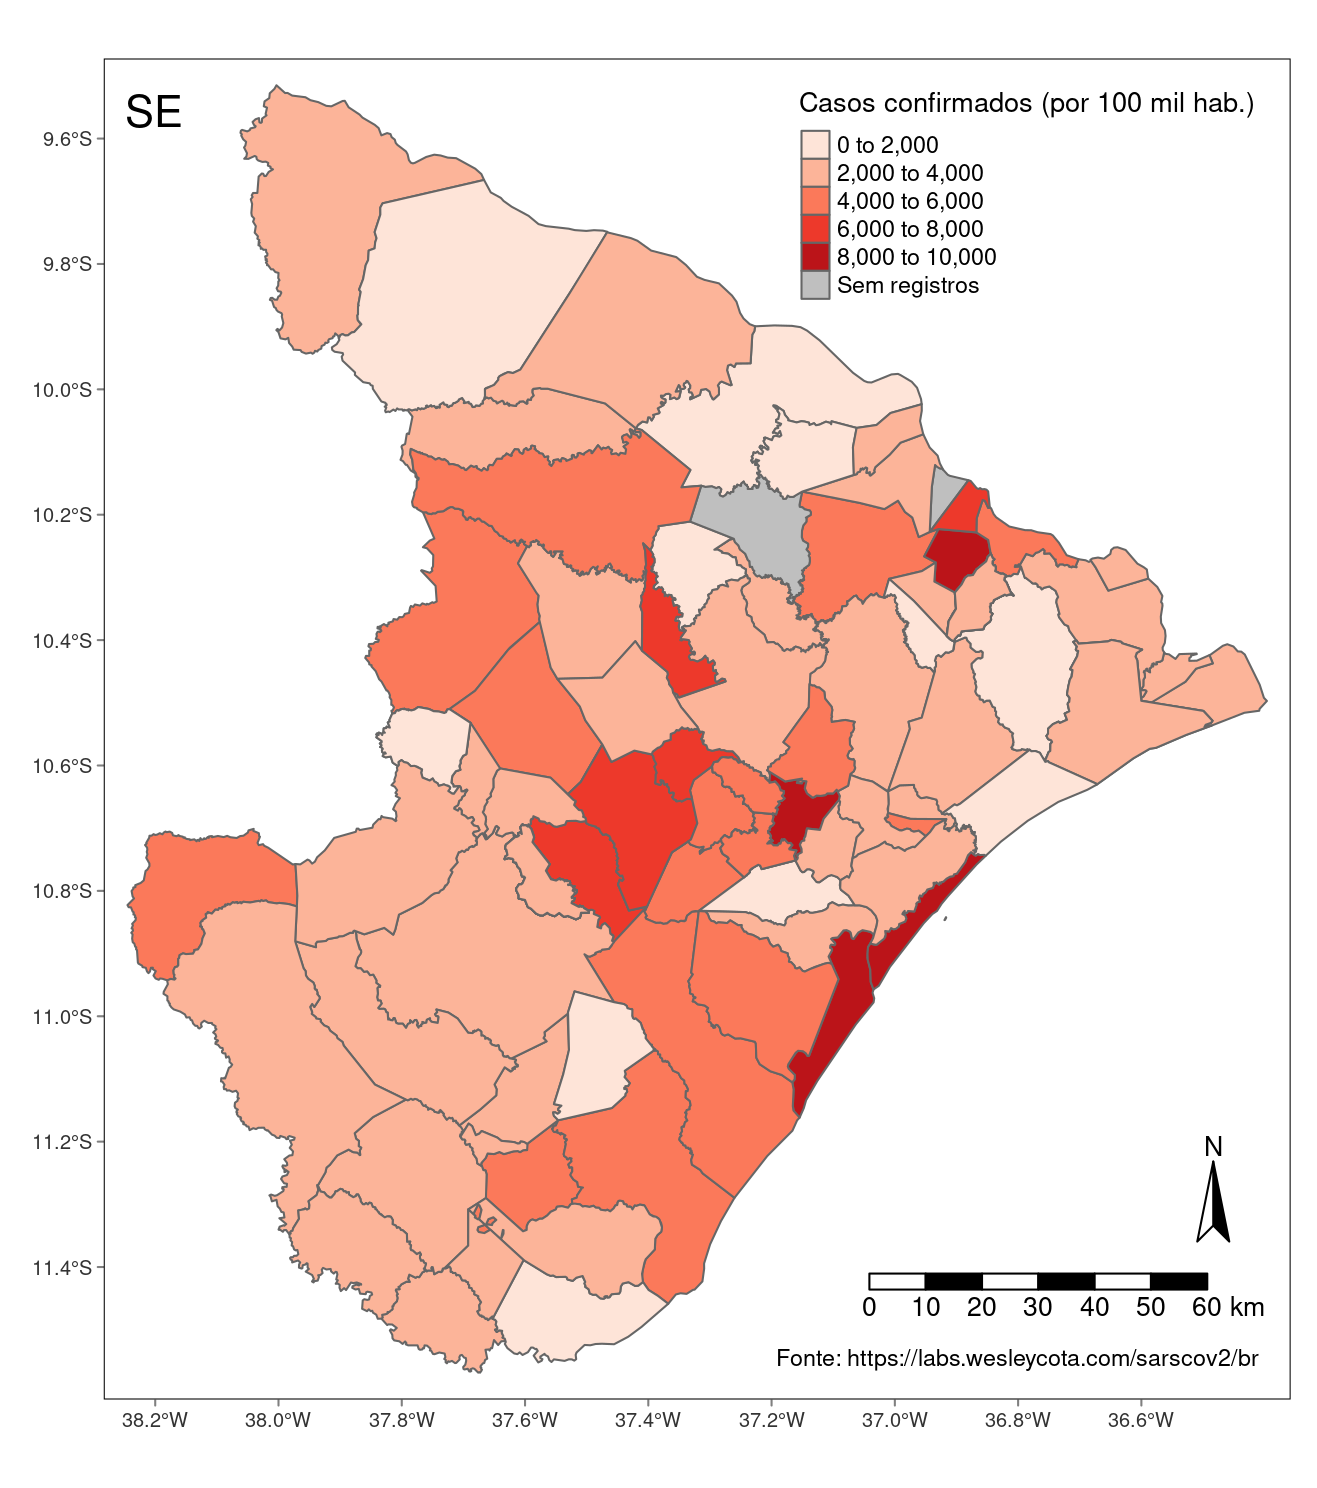 SE
Casos confirmados (por 100 mil hab.)
0 to 2,000
2,000 to 4,000
4,000 to 6,000
6,000 to 8,000
8,000 to 10,000
Sem registros
9.6°S
9.8°S
10.0°S
10.2°S
10.4°S
10.6°S
10.8°S
11.0°S
11.2°S
11.4°S
N
0 10 20 30 40 50 60 km
Fonte: https://labs.wesleycota.com/sarscov2/br
38.2°W 38.0°W 37.8°W 37.6°W 37.4°W 37.2°W 37.0°W 36.8°W 36.6°W